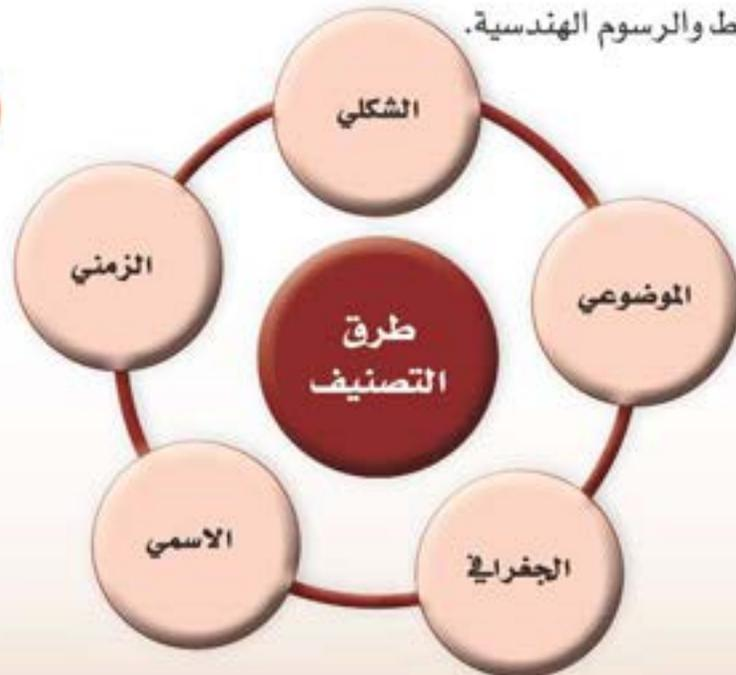 والرسوم الهندسية.
الشكلي
الموضوعي
الجغرافي
الاسمي
الزمني
طرق
التصنيف